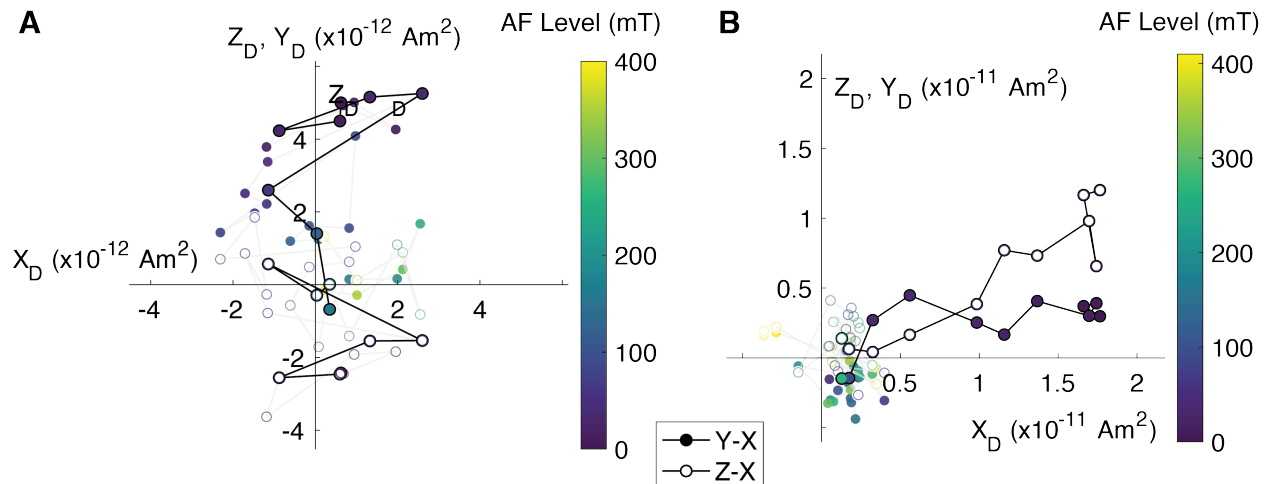 A
Z_D, Y_D (x10^-12 Am^2)
AF Level (mT)
400
300
200
100
0
Z_D
D
4
2
X_D (x10^-12 Am^2)
-4
-2
2
4
-2
-4
B
AF Level (mT)
Z_D, Y_D (x10^-11 Am^2)
2
1.5
1
0.5
0.5
1
1.5
2
X_D (x10^-11 Am^2)
400
300
200
100
0
Y-X
Z-X